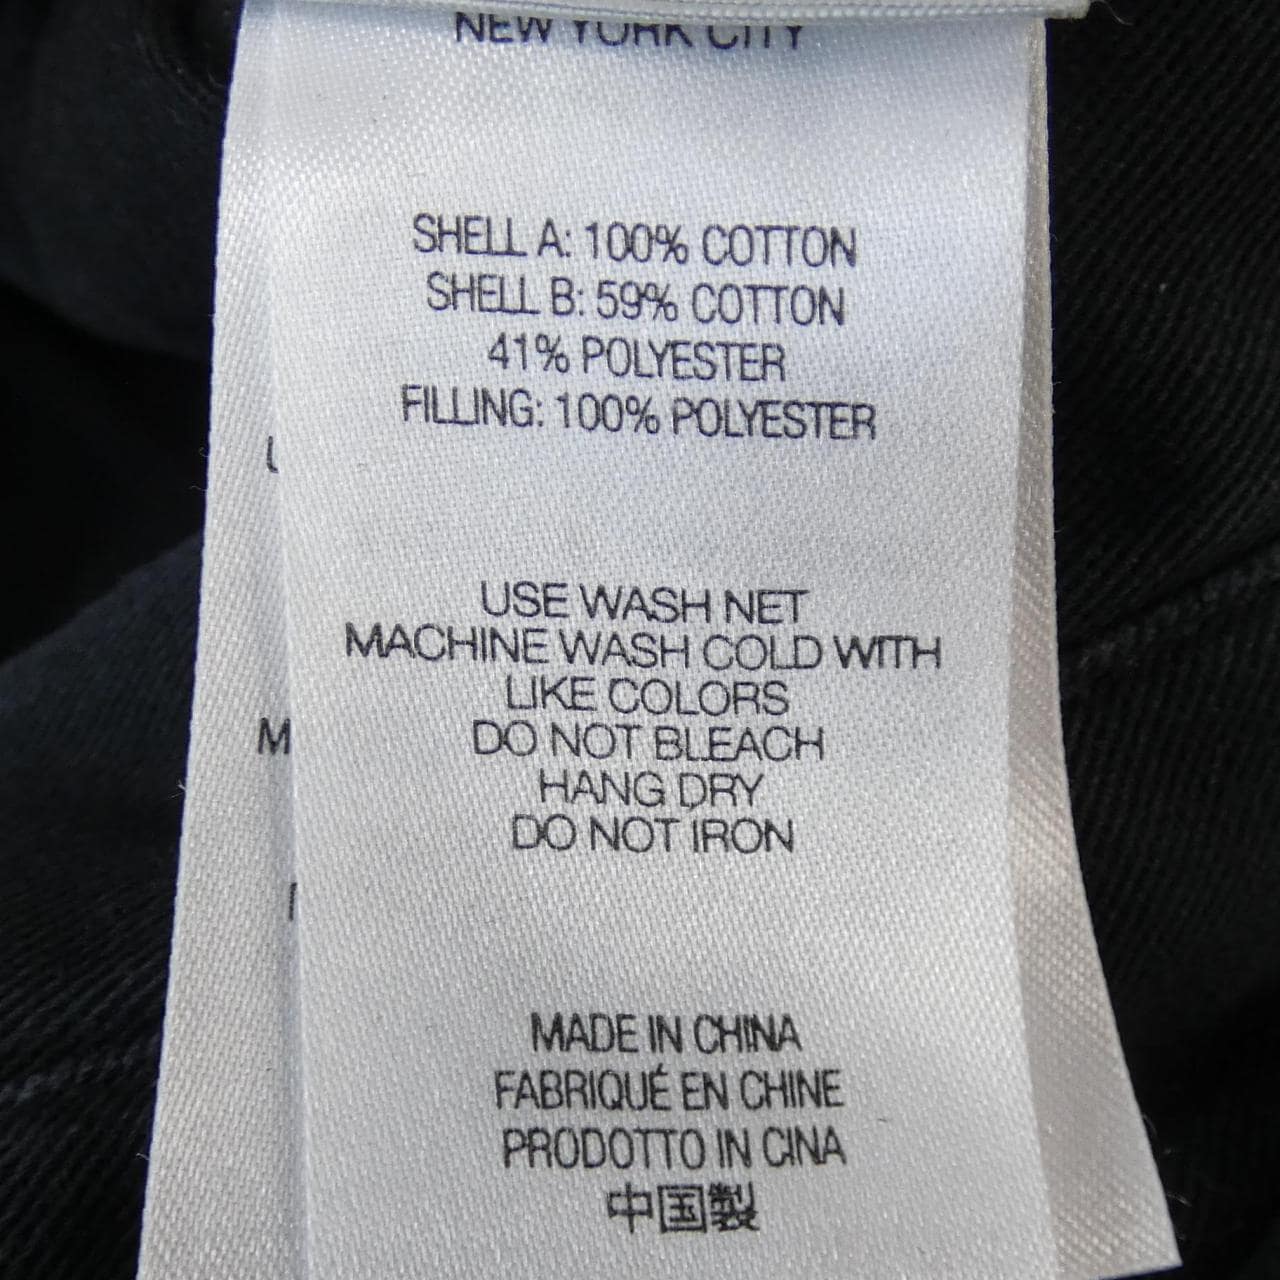 NEW YORK CITY
SHELL A: 100% COTTON
SHELL B: 59% COTTON
41% POLYESTER
FILLING: 100% POLYESTER
USE WASH NET
MACHINE WASH COLD WITH
LIKE COLORS
DO NOT BLEACH
HANG DRY
DO NOT IRON
MADE IN CHINA
FABRIQUÉ EN CHINE
PRODOTTO IN CINA
中国製